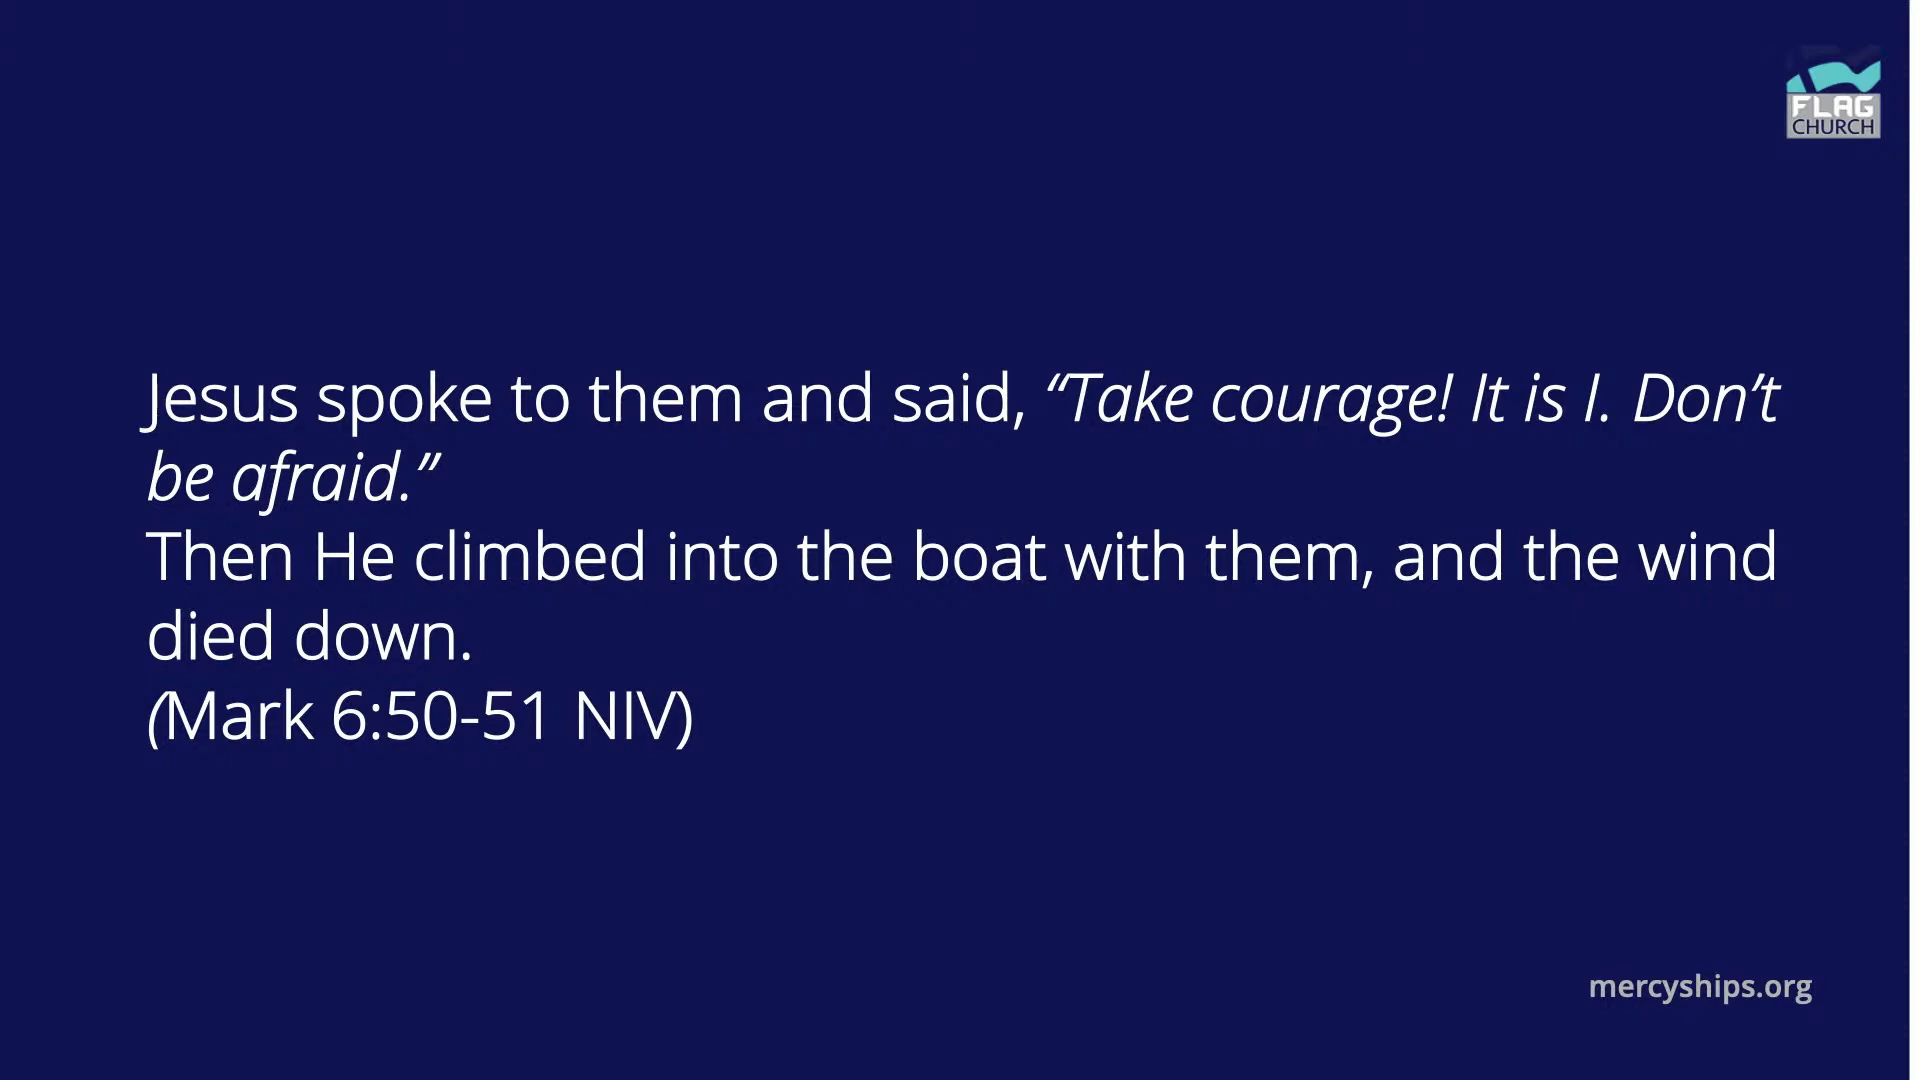 FLAG
CHURCH
Jesus spoke to them and said, “Take courage! It is I. Don’t
be afraid.”
Then He climbed into the boat with them, and the wind
died down.
(Mark 6:50-51 NIV)
mercyships.org